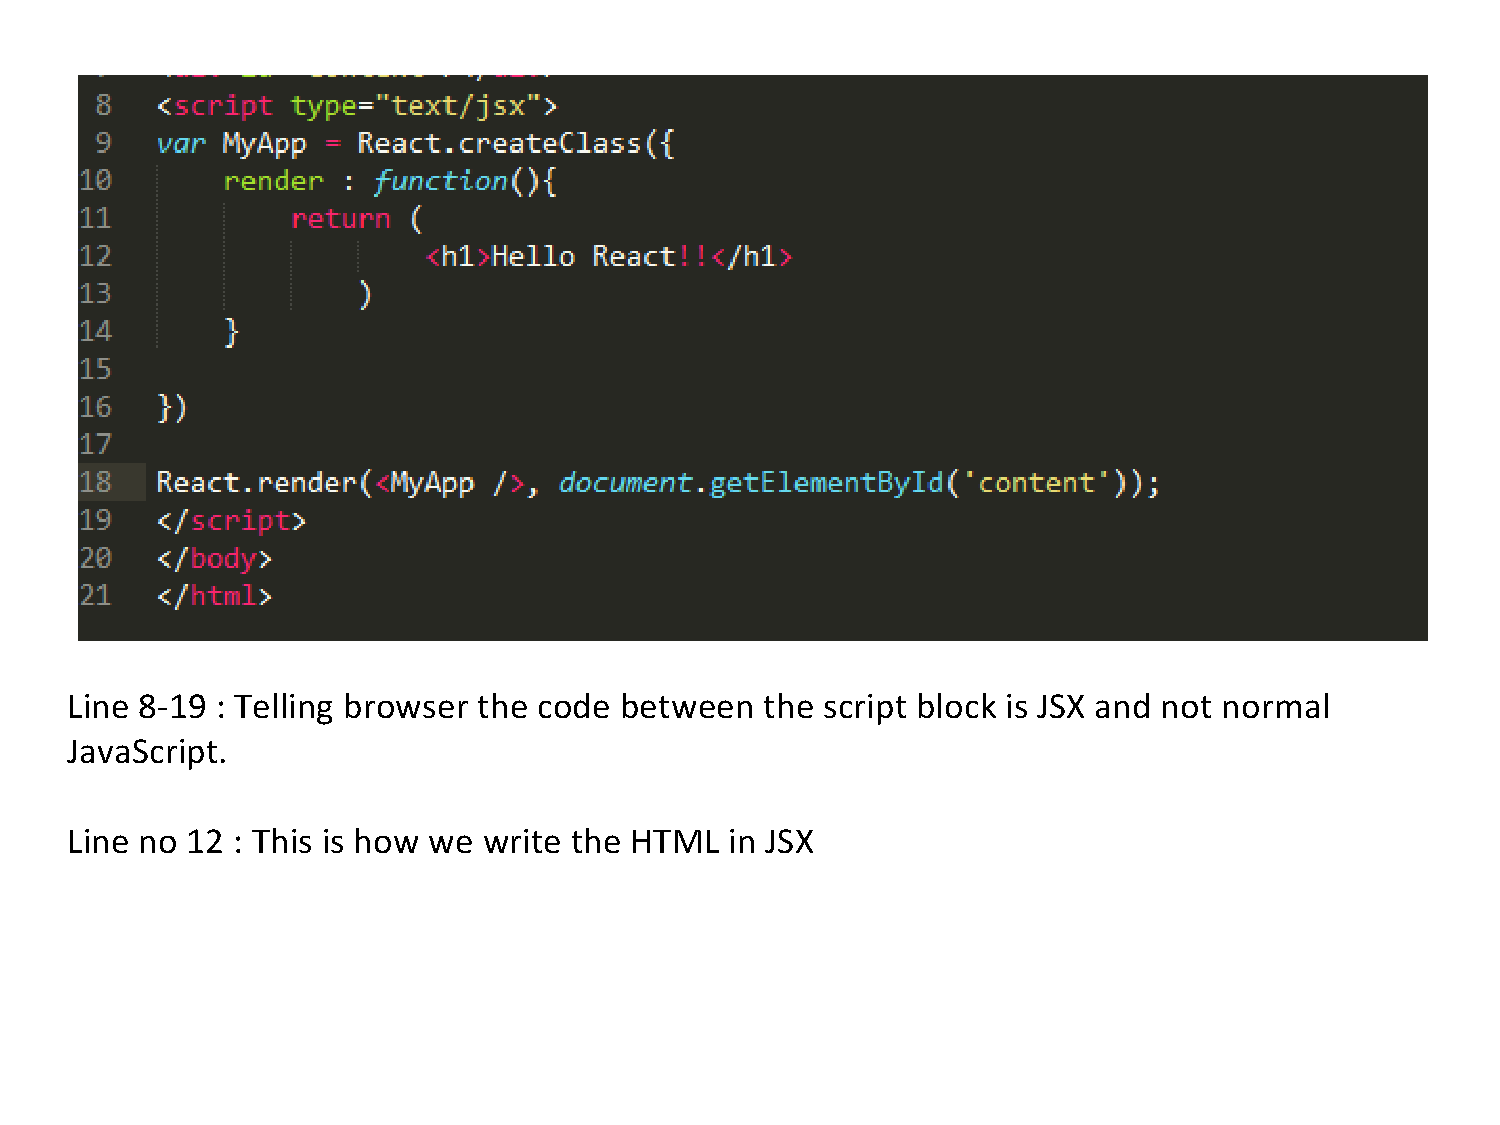 8 <script type="text/jsx">
9 var MyApp = React.createClass({
10 render : function(){
11 return (
12 <h1>Hello React!!</h1>
13 )
14 }
15
16 })
17
18 React.render(<MyApp />, document.getElementById('content'));
19 </script>
20 </body>
21 </html>
Line 8-19 : Telling browser the code between the script block is JSX and not normal
JavaScript.
Line no 12 : This is how we write the HTML in JSX